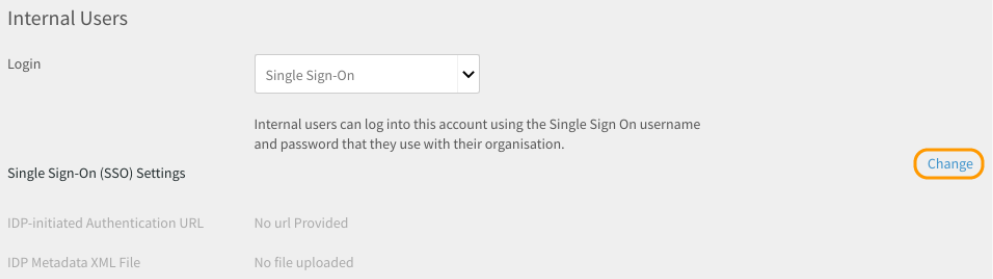 Internal Users
Login
Single Sign-On
Internal users can log into this account using the Single Sign On username
and password that they use with their organisation.
Change
Single Sign-On (SSO) Settings
IDP-initiated Authentication URL No url Provided
IDP Metadata XML File No file uploaded